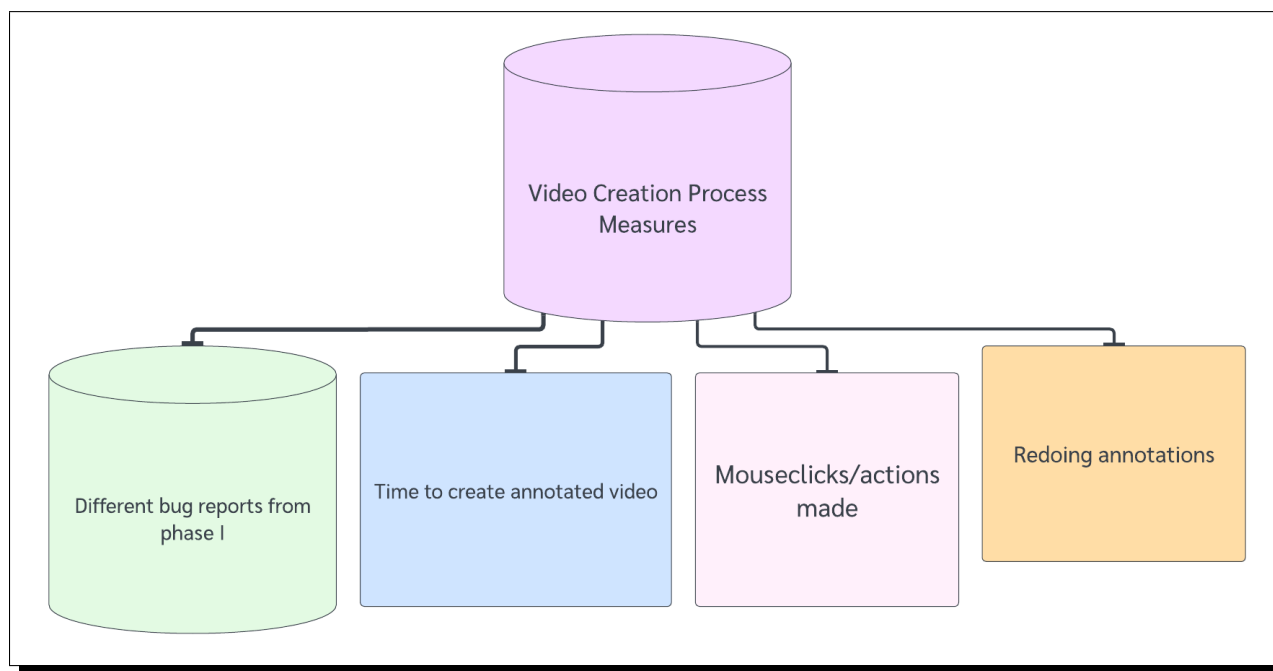 Video Creation Process
Measures
Different bug reports from
phase I
Time to create annotated video
Mouseclicks/actions
made
Redoing annotations